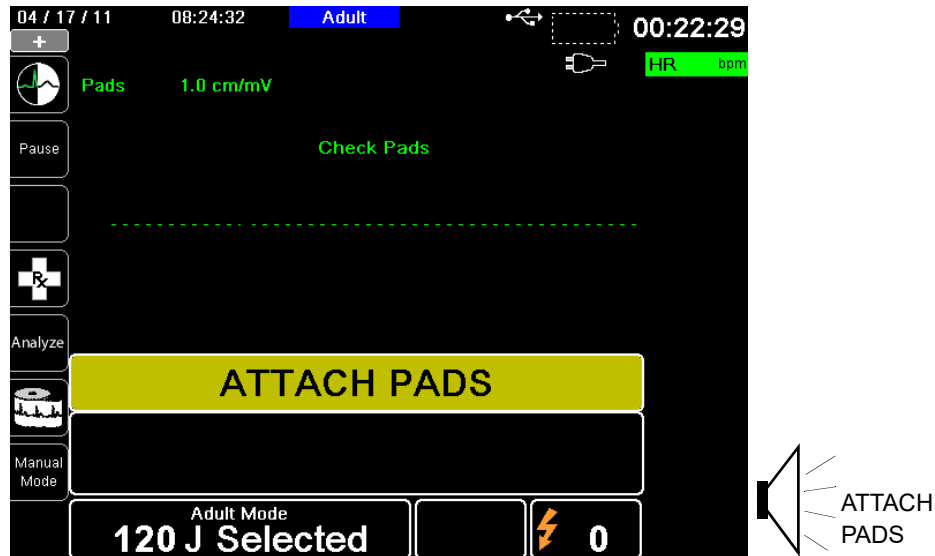 04 / 17 / 11 08:24:32 Adult 00:22:29
+
HR bpm
Pads 1.0 cm/mV
Pause
Check Pads
Rx
Analyze
ATTACH PADS
Manual
Mode
Adult Mode
120 J Selected 0
ATTACH
PADS